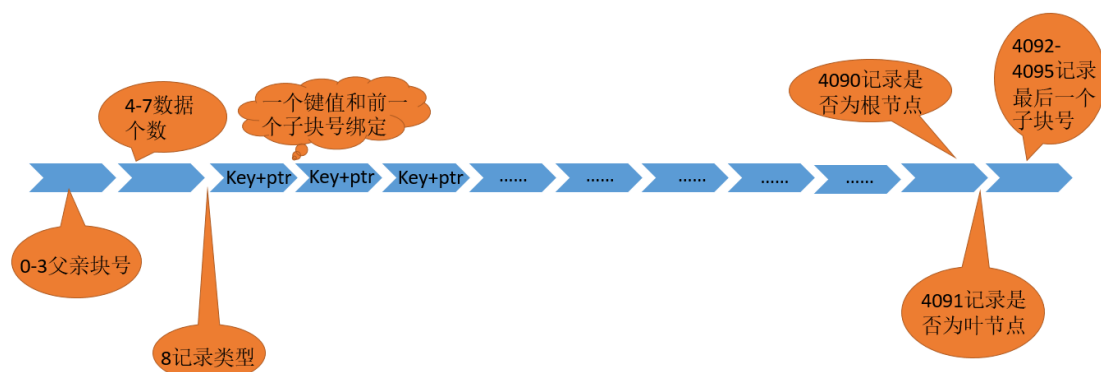 4-7数据
个数
一个键值和前一
个子块号绑定
4090记录是
否为根节点
4092-
4095记录
最后一个
子块号
Key+ptr
Key+ptr
Key+ptr
......
......
......
......
......
0-3父亲块号
8记录类型
4091记录是
否为叶节点